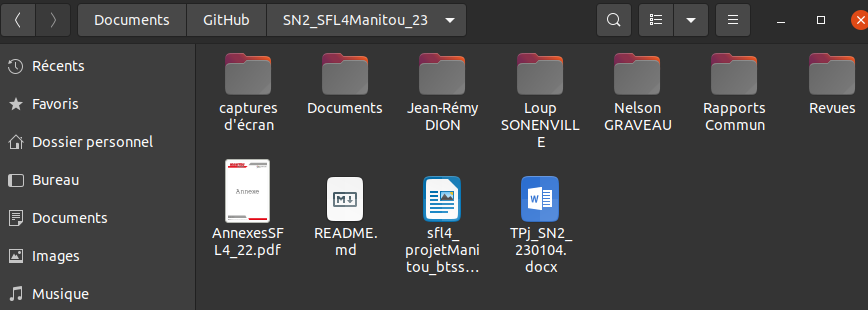 Documents GitHub SN2_SFL4Manitou_23
Récents
Favoris
Dossier personnel
Bureau
Documents
Images
Musique
captures
d'écran
Documents
Jean-Rémy
DION
Loup
SONENVILL
E
Nelson
GRAVEAU
Rapports
Commun
Revues
Annexe
AnnexesSF
L4_22.pdf
README.
md
sfl4_
projetMani
tou_btss...
W
TPj_SN2_
230104.
docx